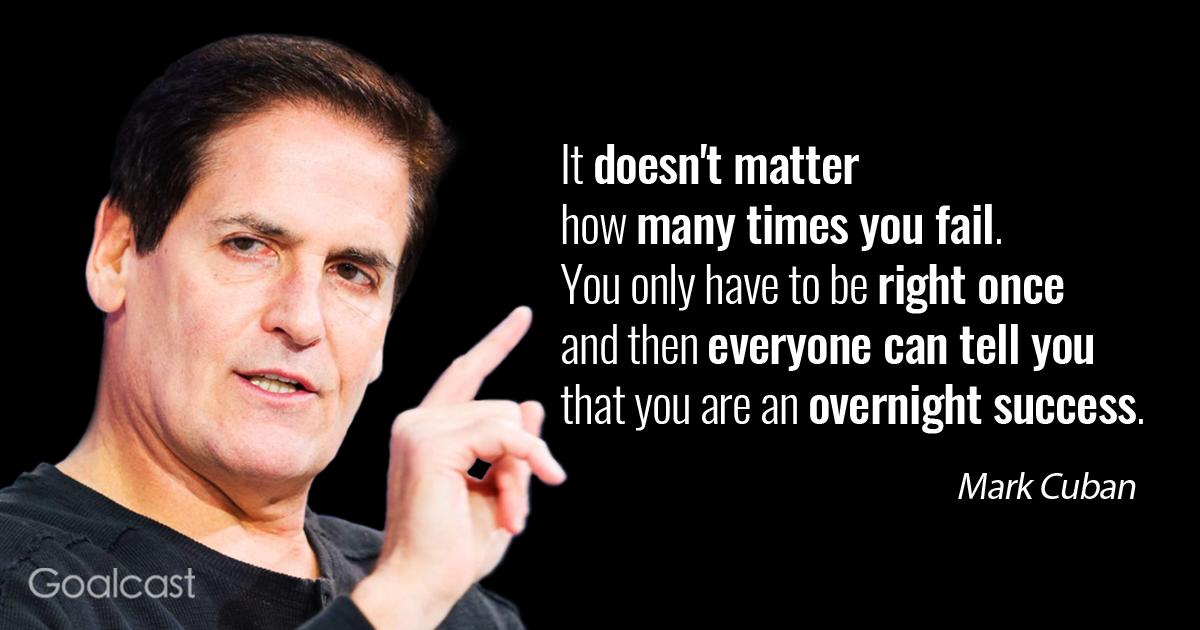 It doesn't matter
how many times you fail.
You only have to be right once
and then everyone can tell you
that you are an overnight success.
Mark Cuban
Goalcast